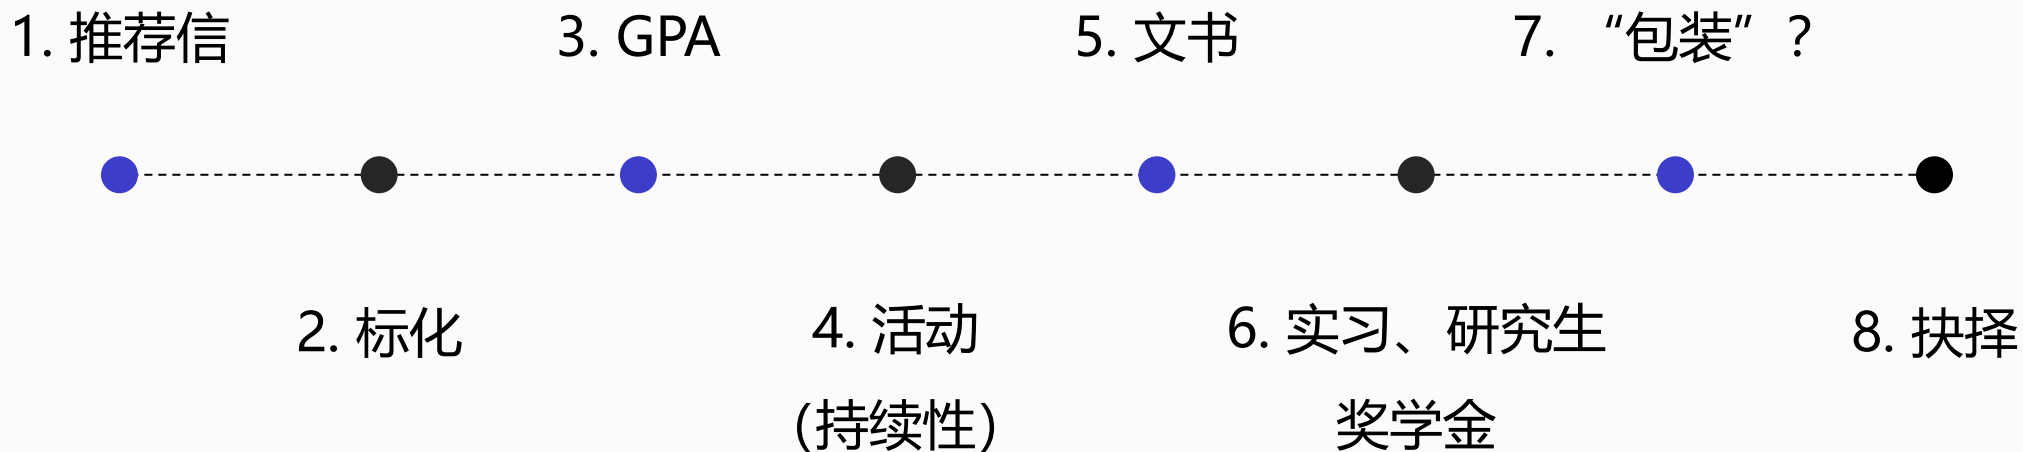 1. 推荐信
2. 标化
3. GPA
4. 活动
(持续性)
5. 文书
6. 实习、研究生
奖学金
7. “包装”？
8. 抉择